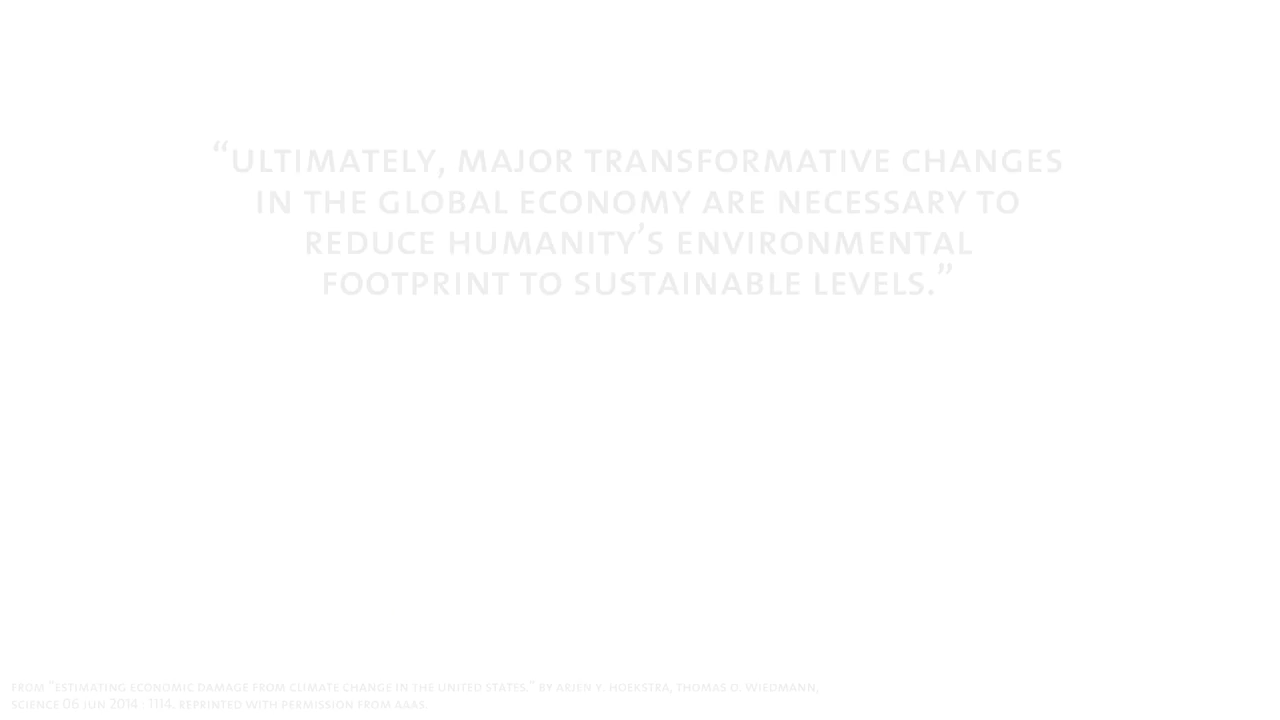 “ULTIMATELY, MAJOR TRANSFORMATIVE CHANGES
IN THE GLOBAL ECONOMY ARE NECESSARY TO
REDUCE HUMANITY’S ENVIRONMENTAL
FOOTPRINT TO SUSTAINABLE LEVELS.”
FROM “ESTIMATING ECONOMIC DAMAGE FROM CLIMATE CHANGE IN THE UNITED STATES.” BY ARJEN Y. HOEKSTRA, THOMAS O. WIEDMANN,
SCIENCE 06 JUN 2014 : 1114. REPRINTED WITH PERMISSION FROM AAAS.